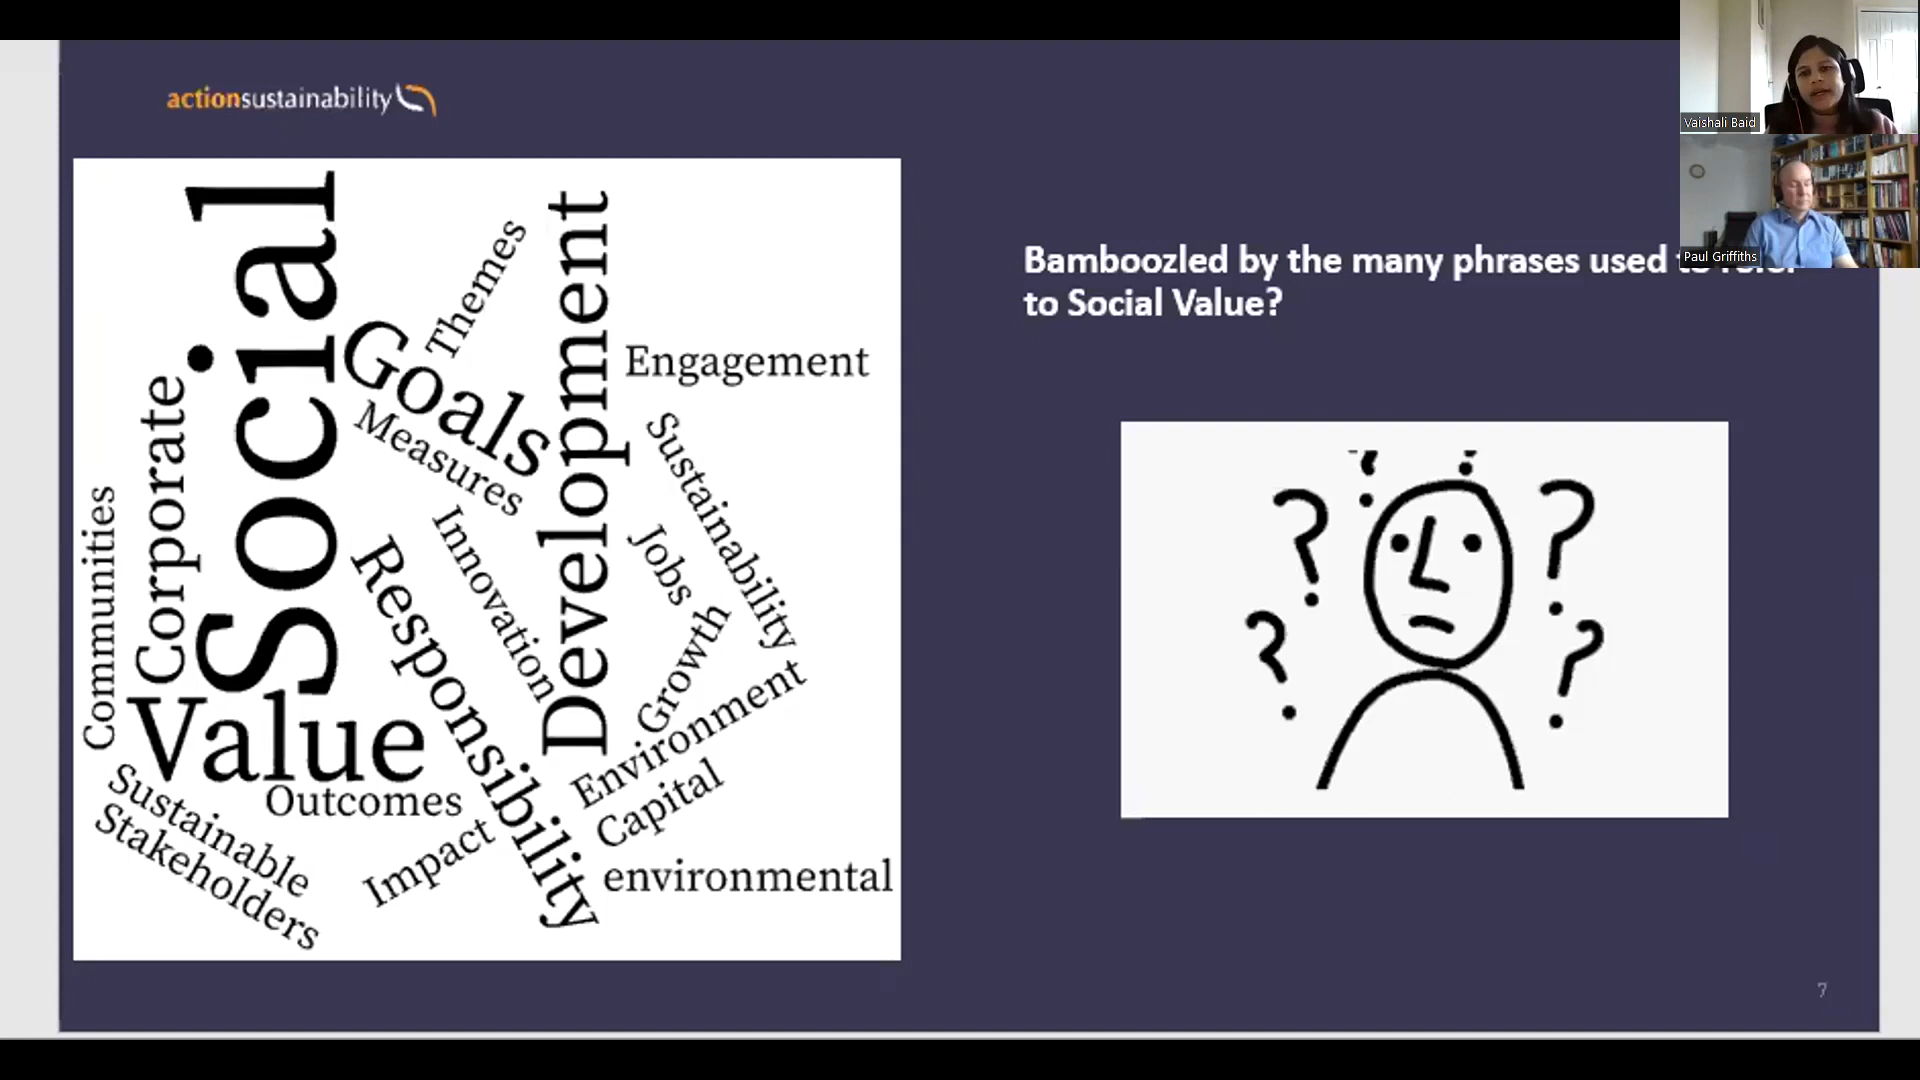 actionsustainability
Vaishali Baid
Paul Griffiths
Bamboozled by the many phrases used
to Social Value?
Social
Themes
Goals
Development
Engagement
Measures
Corporate
Communities
Sustainability
Innovation
Jobs
Responsibility
Growth
Value
Environment
Outcomes
Sustainable
Capital
Stakeholders
Impact
environmental
7